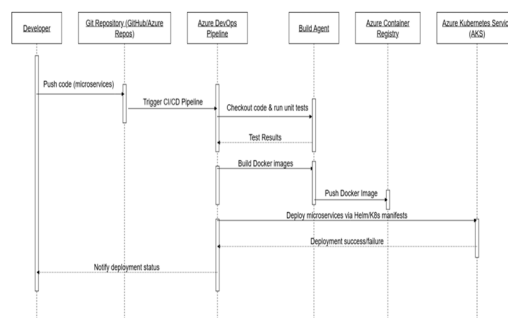 Developer
Git Repository (GitHub/Azure
Repos)
Azure DevOps
Pipeline
Build Agent
Azure Container
Registry
Azure Kubernetes Servic
(AKS)
Push code (microservices)
Trigger CI/CD Pipeline
Checkout code & run unit tests
Test Results
Build Docker images
Push Docker Image
Deploy microservices via Helm/K8s manifests
Deployment success/failure
Notify deployment status